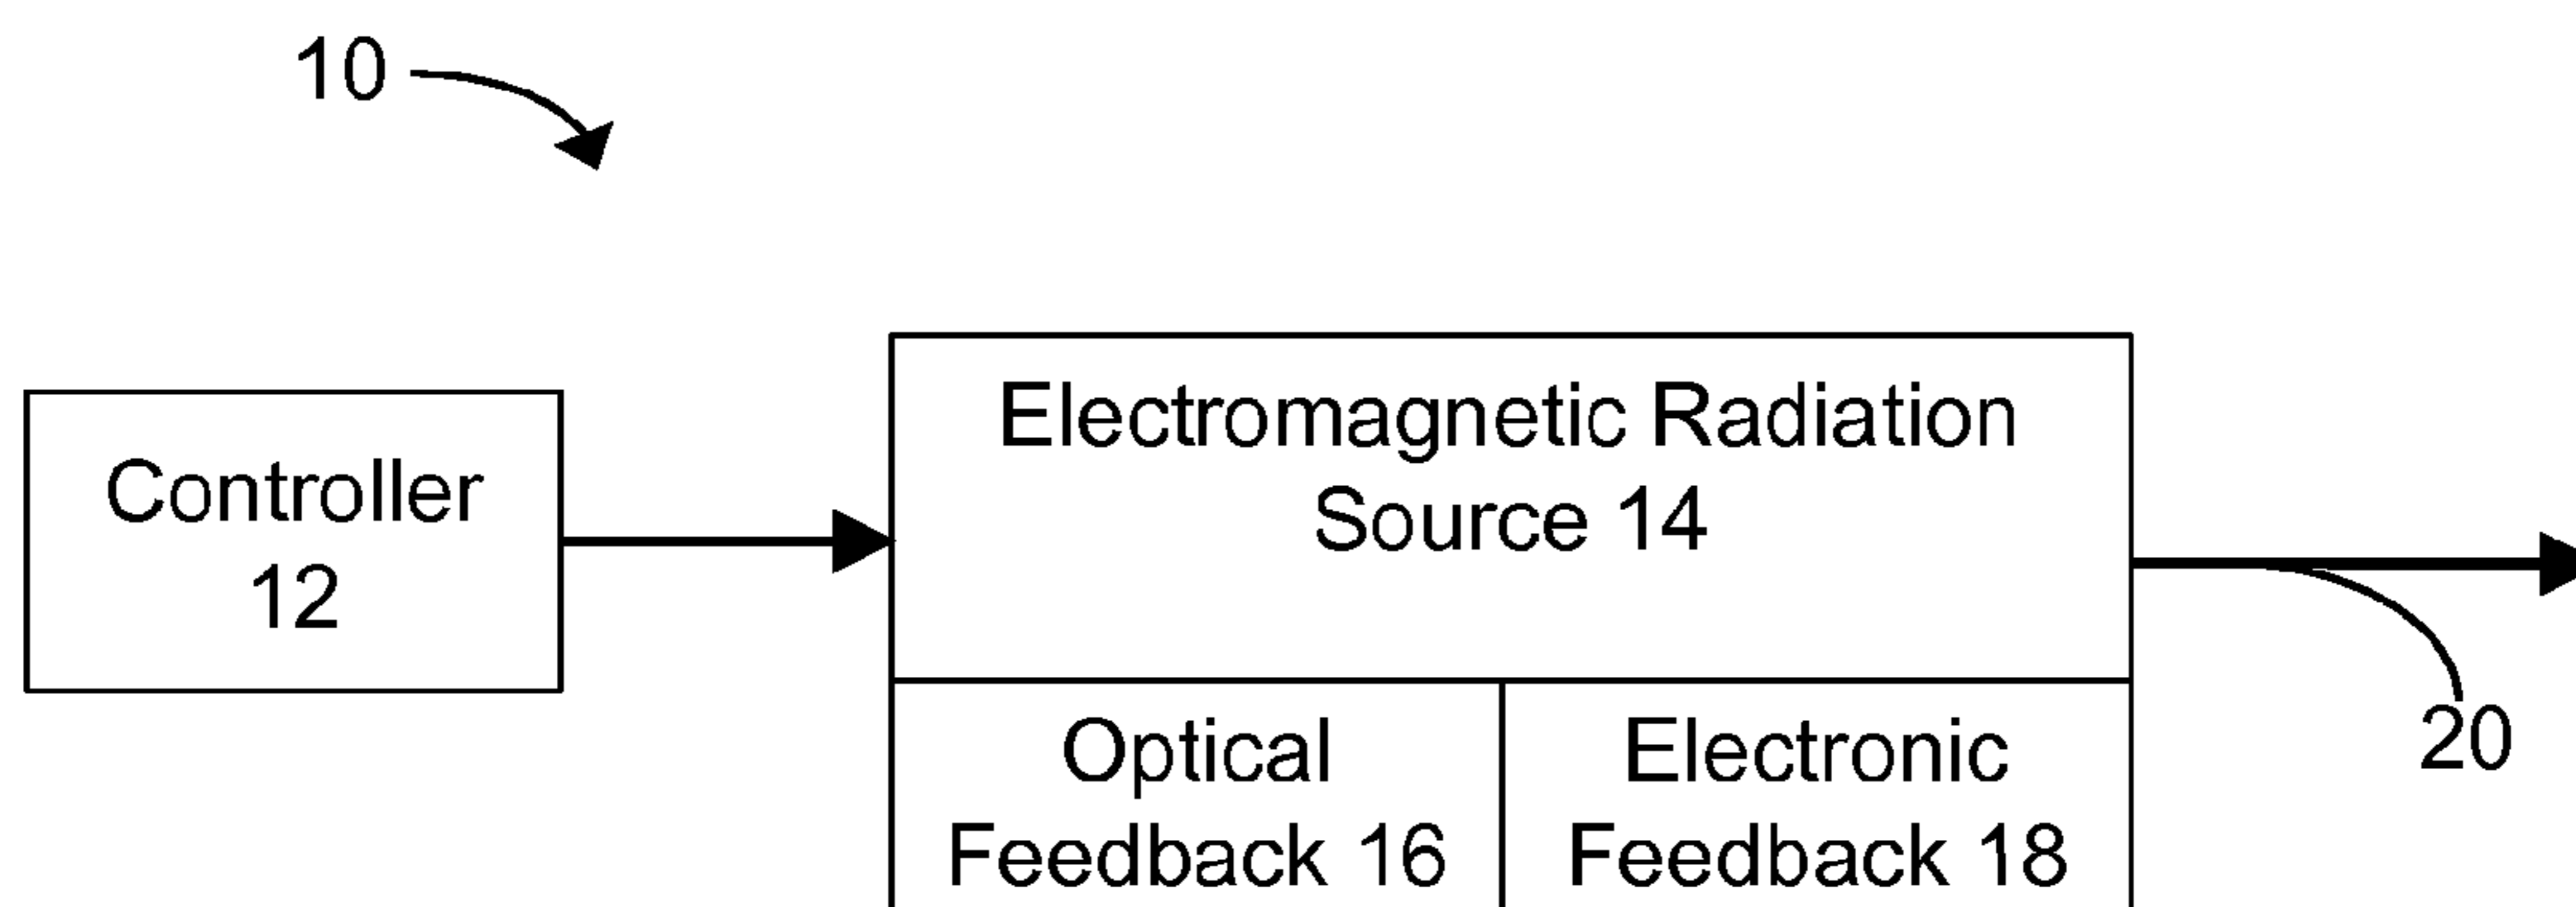 10
Controller
12
Electromagnetic Radiation
Source 14
Optical
Feedback 16
Electronic
Feedback 18
20